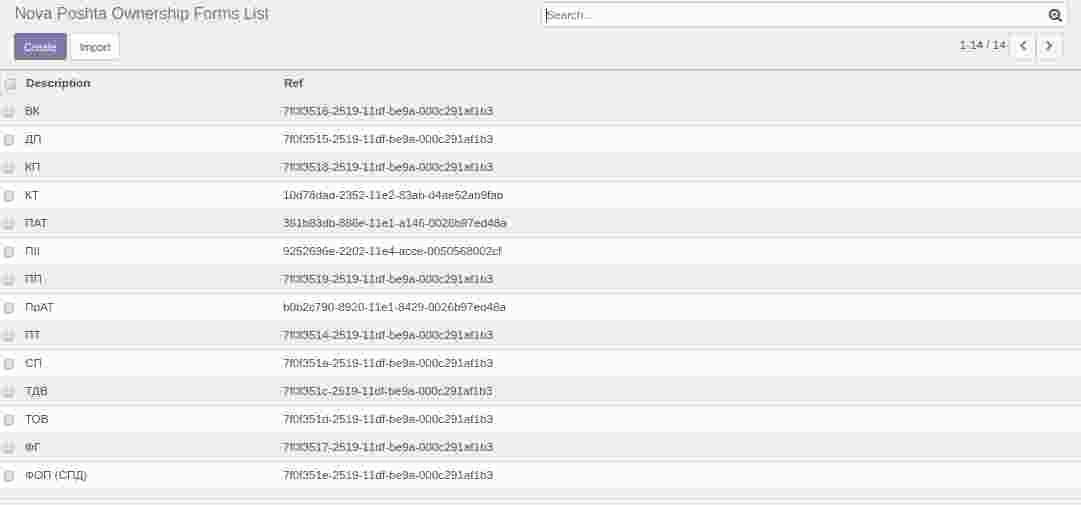 Nova Poshta Ownership Forms List
Search...
Create Import
1-14 / 14
Description Ref
ВК 7f0f3516-2519-11df-be9a-000c291af1b3
ДП 7f0f3515-2519-11df-be9a-000c291af1b3
КП 7f0f3518-2519-11df-be9a-000c291af1b3
КТ 10d78dad-2352-11e2-83ab-d4ae52ab9fab
ПАТ 361b83db-886e-11e1-a146-0026b97ed48a
ПІІ 9252696e-2202-11e4-acce-0050568002cf
ПП 7f0f3519-2519-11df-be9a-000c291af1b3
ПрАТ b0b2c790-8920-11e1-8429-0026b97ed48a
ПТ 7f0f3514-2519-11df-be9a-000c291af1b3
СП 7f0f351a-2519-11df-be9a-000c291af1b3
ТДВ 7f0f351c-2519-11df-be9a-000c291af1b3
ТОВ 7f0f351d-2519-11df-be9a-000c291af1b3
ФГ 7f0f3517-2519-11df-be9a-000c291af1b3
ФОП (СПД) 7f0f351e-2519-11df-be9a-000c291af1b3